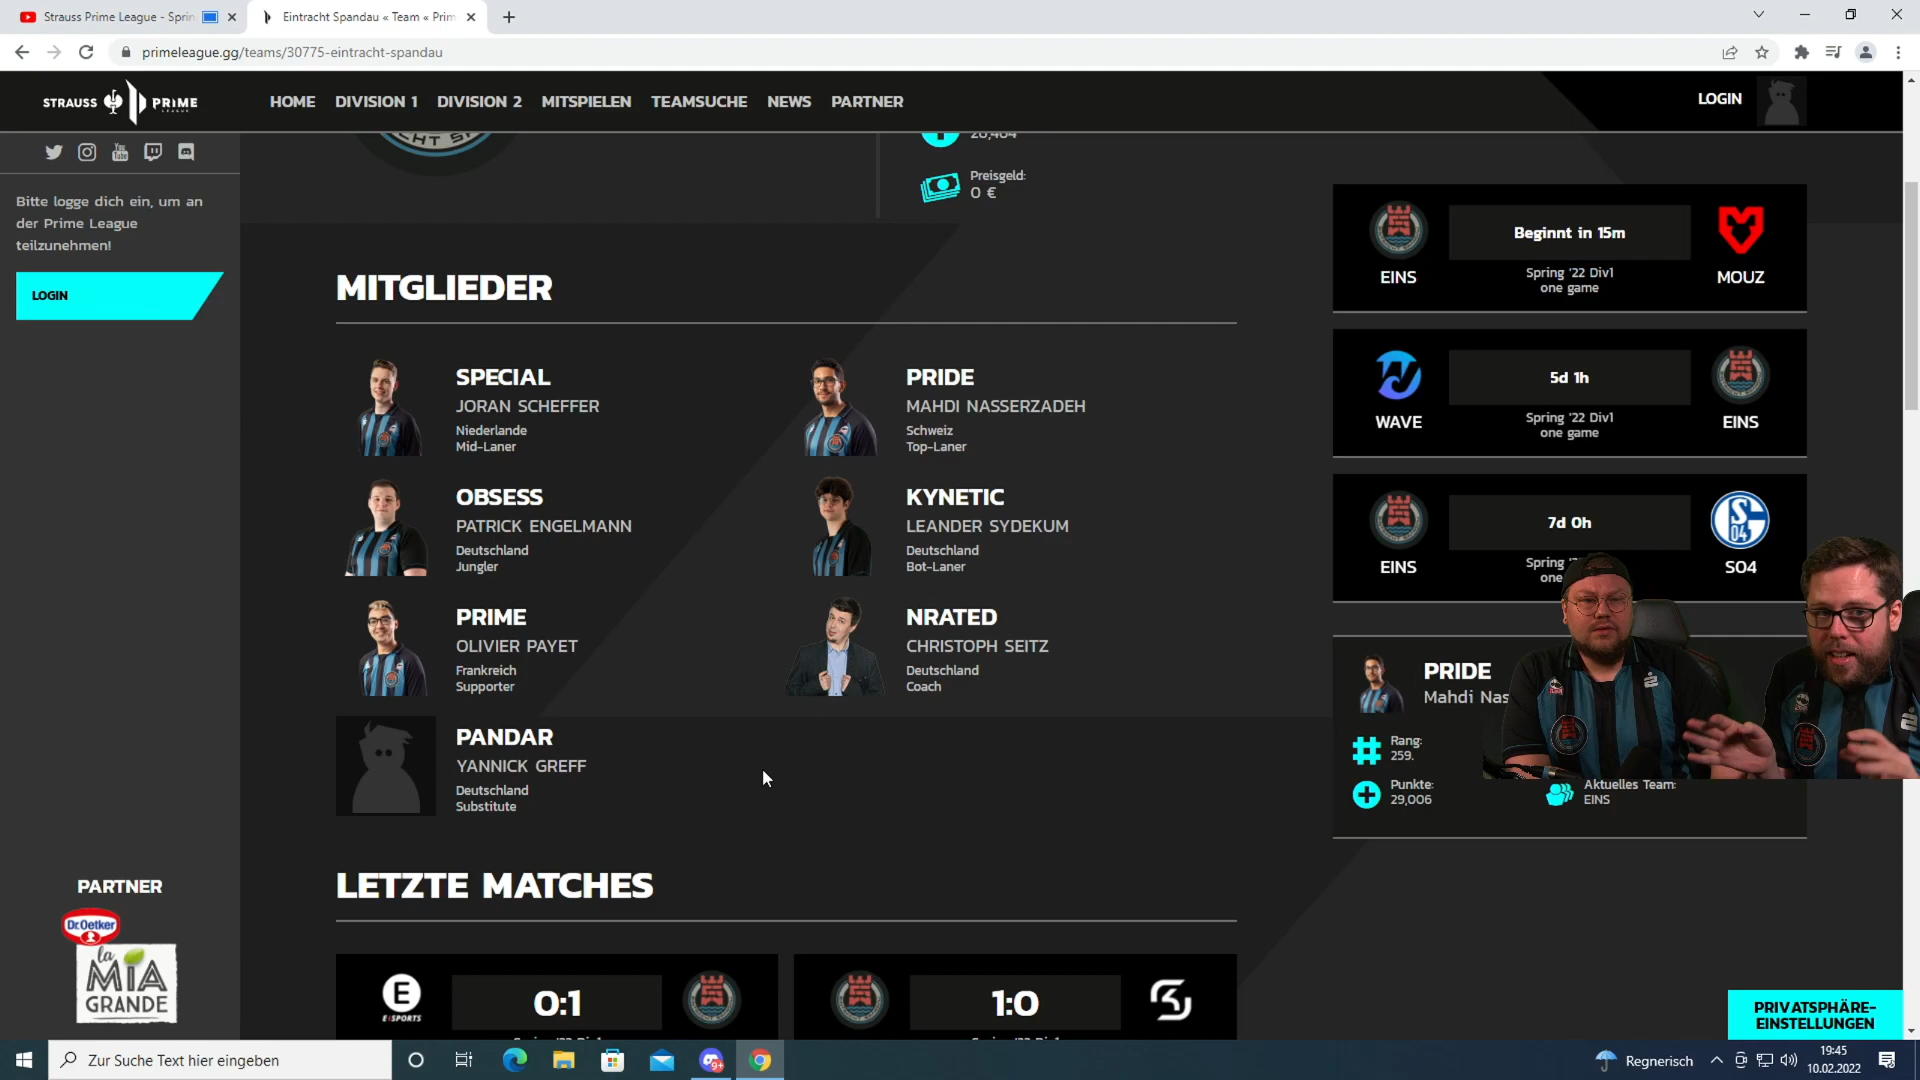 Strauss Prime League - Sprin
Eintracht Spandau « Team « Prim
primeleague.gg/teams/30775-eintracht-spandau
STRAUSS PRIME
HOME DIVISION 1 DIVISION 2 MITSPIELEN TEAMSUCHE NEWS PARTNER
LOGIN
Bitte logge dich ein, um an
der Prime League
teilzunehmen!
LOGIN
Preisgeld:
0 €
MITGLIEDER
SPECIAL
JORAN SCHEFFER
Niederlande
Mid-Laner
PRIDE
MAHDI NASSERZADEH
Schweiz
Top-Laner
OBSESS
PATRICK ENGELMANN
Deutschland
Jungler
KYNETIC
LEANDER SYDEKUM
Deutschland
Bot-Laner
PRIME
OLIVIER PAYET
Frankreich
Supporter
NRATED
CHRISTOPH SEITZ
Deutschland
Coach
PANDAR
YANNICK GREFF
Deutschland
Substitute
LETZTE MATCHES
E
EISPORTS
0:1
1:0
Beginnt in 15m
EINS
Spring '22 Div1
one game
MOUZ
5d 1h
WAVE
Spring '22 Div1
one game
EINS
7d 0h
EINS
Spring
one
S04
PRIDE
Mahdi Nas
Rang:
259.
Punkte:
29,006
Aktuelles Team:
EINS
PARTNER
Dr.Oetker
la
MIA
GRANDE
PRIVATSPHÄRE-
EINSTELLUNGEN
Zur Suche Text hier eingeben
9+
Regnerisch
19:45
10.02.2022